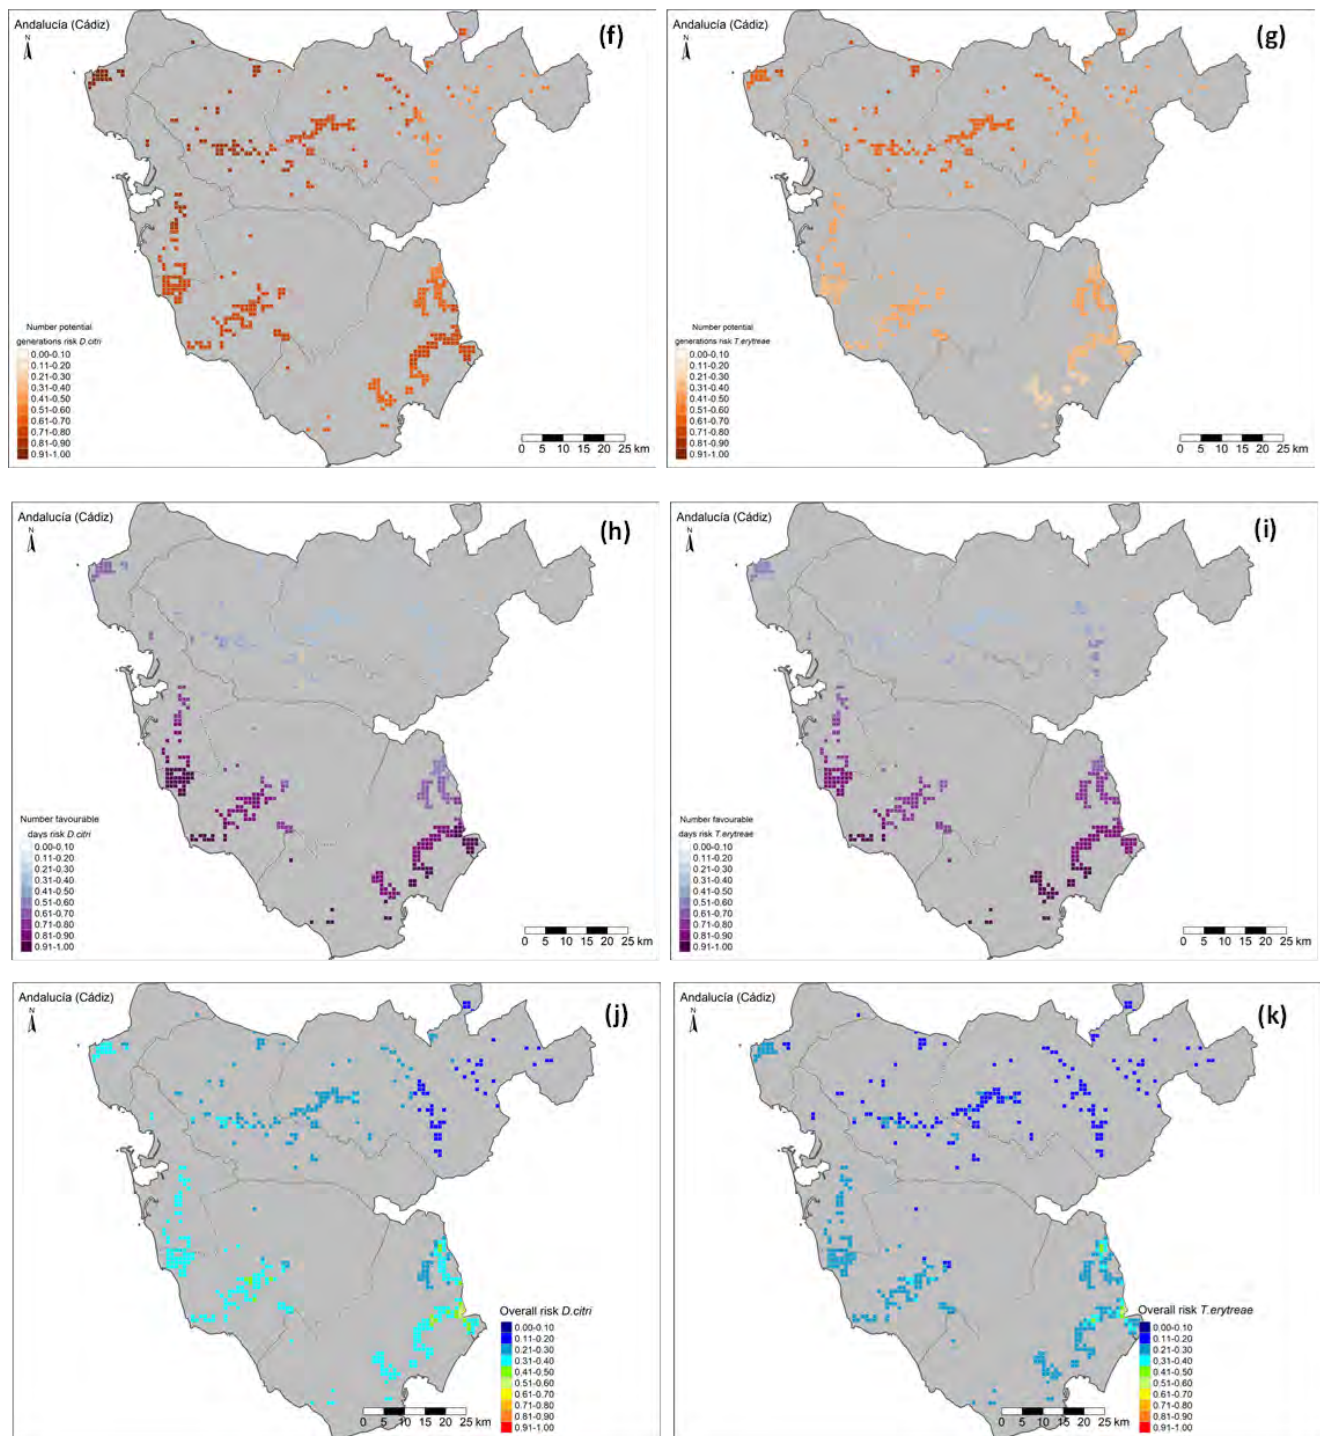 Andalucía (Cádiz)
N
(f)
Number potential
generations risk D.citri
0.00-0.10
0.11-0.20
0.21-0.30
0.31-0.40
0.41-0.50
0.51-0.60
0.61-0.70
0.71-0.80
0.81-0.90
0.91-1.00
0 5 10 15 20 25 km
Andalucía (Cádiz)
N
(g)
Number potential
generations risk T.erytreae
0.00-0.10
0.11-0.20
0.21-0.30
0.31-0.40
0.41-0.50
0.51-0.60
0.61-0.70
0.71-0.80
0.81-0.90
0.91-1.00
0 5 10 15 20 25 km
Andalucía (Cádiz)
N
(h)
Number favourable
days risk D.citri
0.00-0.10
0.11-0.20
0.21-0.30
0.31-0.40
0.41-0.50
0.51-0.60
0.61-0.70
0.71-0.80
0.81-0.90
0.91-1.00
0 5 10 15 20 25 km
Andalucía (Cádiz)
N
(i)
Number favourable
days risk T.erytreae
0.00-0.10
0.11-0.20
0.21-0.30
0.31-0.40
0.41-0.50
0.51-0.60
0.61-0.70
0.71-0.80
0.81-0.90
0.91-1.00
0 5 10 15 20 25 km
Andalucía (Cádiz)
N
(j)
Overall risk D.citri
0.00-0.10
0.11-0.20
0.21-0.30
0.31-0.40
0.41-0.50
0.51-0.60
0.61-0.70
0.71-0.80
0.81-0.90
0.91-1.00
0 5 10 15 20 25 km
Andalucía (Cádiz)
N
(k)
Overall risk T.erytreae
0.00-0.10
0.11-0.20
0.21-0.30
0.31-0.40
0.41-0.50
0.51-0.60
0.61-0.70
0.71-0.80
0.81-0.90
0.91-1.00
0 5 10 15 20 25 km